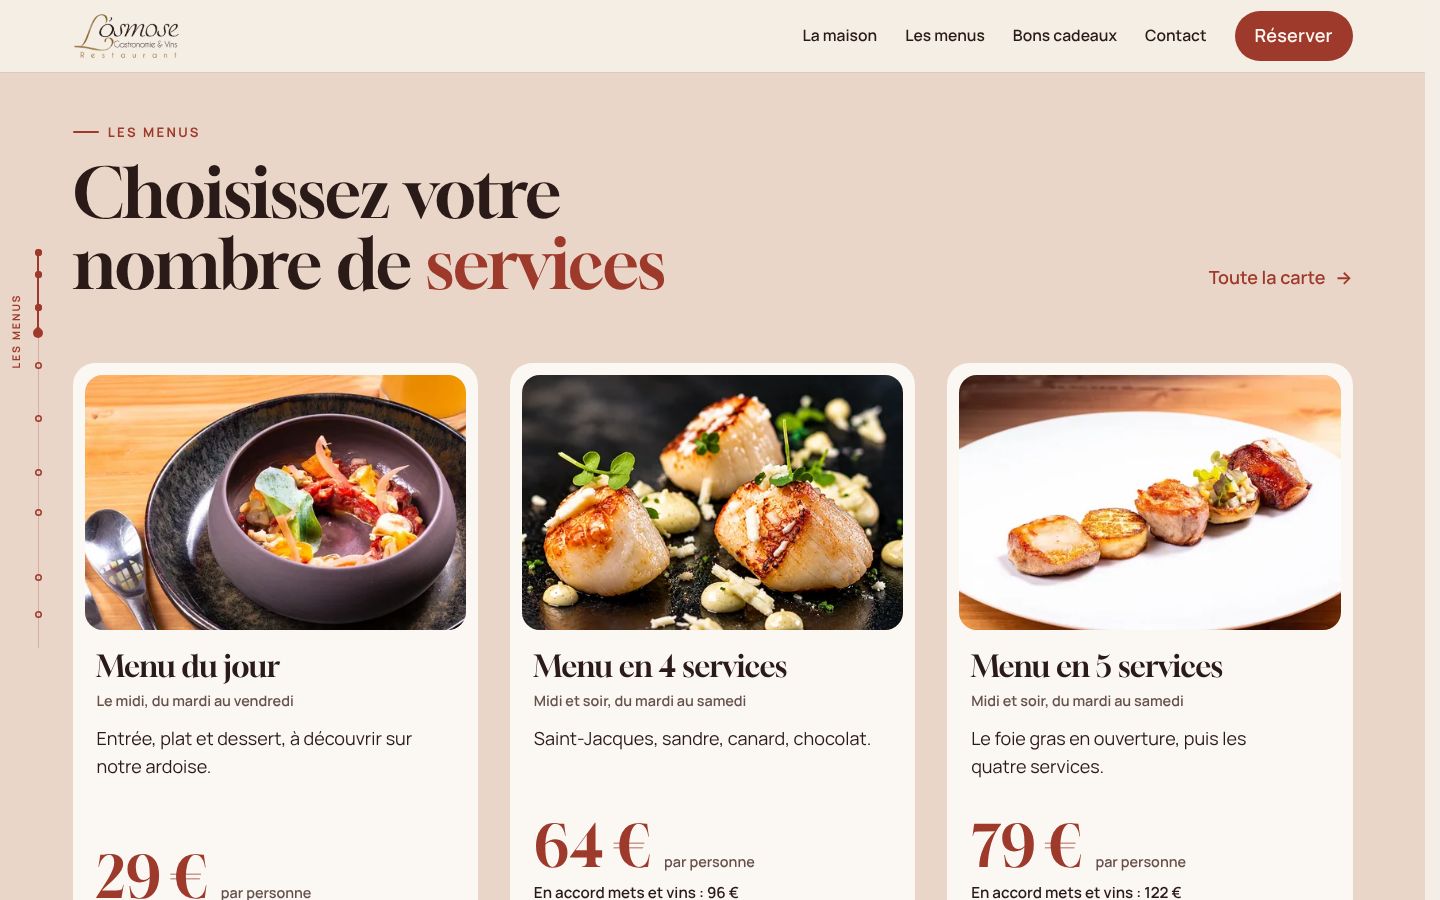 L'osmose
Gastronomie & Vins
Restaurant
La maison
Les menus
Bons cadeaux
Contact
Réserver
LES MENUS
Choisissez votre
nombre de services
Toute la carte →
LES MENUS
Menu du jour
Le midi, du mardi au vendredi
Entrée, plat et dessert, à découvrir sur
notre ardoise.
29 € par personne
Menu en 4 services
Midi et soir, du mardi au samedi
Saint-Jacques, sandre, canard, chocolat.
64 € par personne
En accord mets et vins : 96 €
Menu en 5 services
Midi et soir, du mardi au samedi
Le foie gras en ouverture, puis les
quatre services.
79 € par personne
En accord mets et vins : 122 €